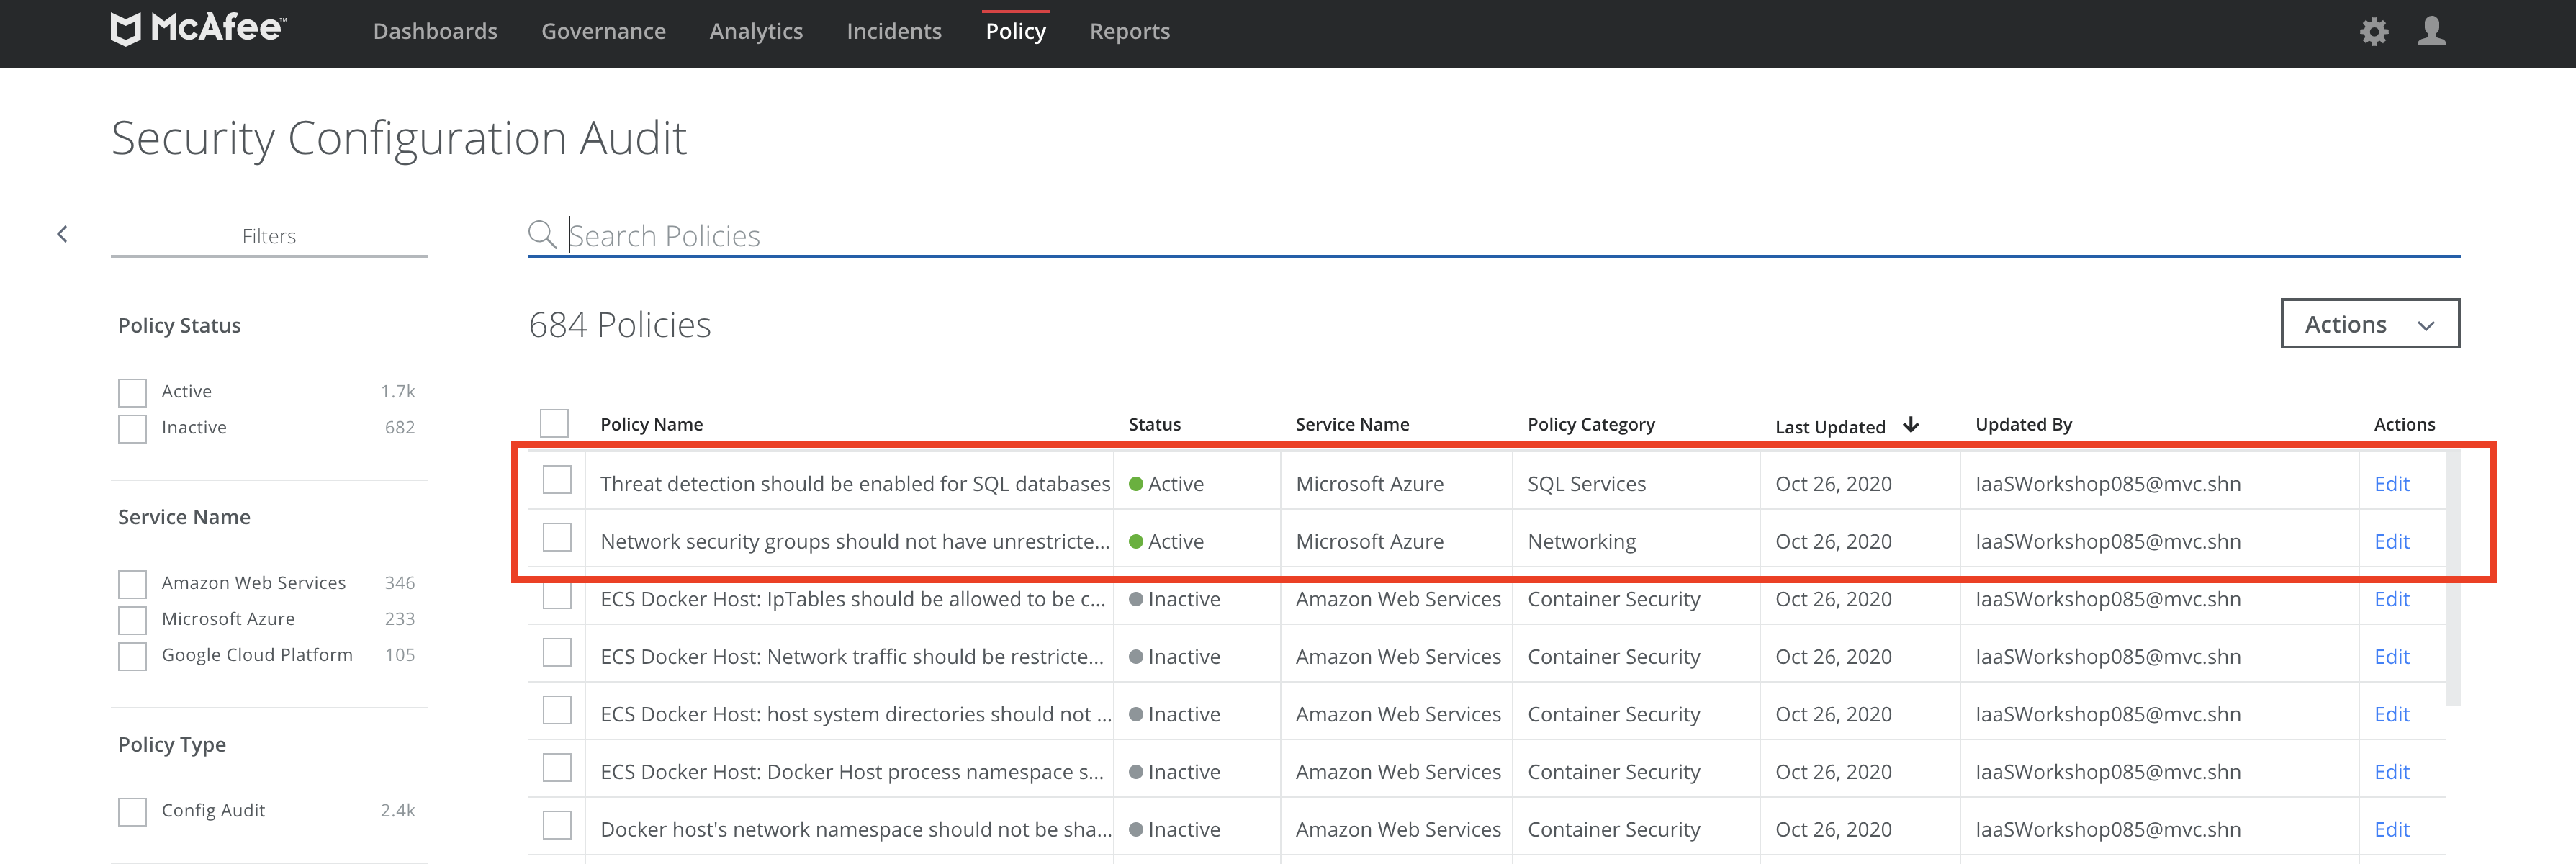 McAfee™ Dashboards Governance Analytics Incidents Policy Reports
Security Configuration Audit
Filters
Search Policies
Policy Status
Active 1.7k
Inactive 682
Service Name
Amazon Web Services 346
Microsoft Azure 233
Google Cloud Platform 105
Policy Type
Config Audit 2.4k
684 Policies
Actions
Policy Name Status Service Name Policy Category Last Updated Updated By Actions
Threat detection should be enabled for SQL databases Active Microsoft Azure SQL Services Oct 26, 2020 IaaSWorkshop085@mvc.shn Edit
Network security groups should not have unrestricte... Active Microsoft Azure Networking Oct 26, 2020 IaaSWorkshop085@mvc.shn Edit
ECS Docker Host: IpTables should be allowed to be c... Inactive Amazon Web Services Container Security Oct 26, 2020 IaaSWorkshop085@mvc.shn Edit
ECS Docker Host: Network traffic should be restricte... Inactive Amazon Web Services Container Security Oct 26, 2020 IaaSWorkshop085@mvc.shn Edit
ECS Docker Host: host system directories should not ... Inactive Amazon Web Services Container Security Oct 26, 2020 IaaSWorkshop085@mvc.shn Edit
ECS Docker Host: Docker Host process namespace s... Inactive Amazon Web Services Container Security Oct 26, 2020 IaaSWorkshop085@mvc.shn Edit
Docker host's network namespace should not be sha... Inactive Amazon Web Services Container Security Oct 26, 2020 IaaSWorkshop085@mvc.shn Edit